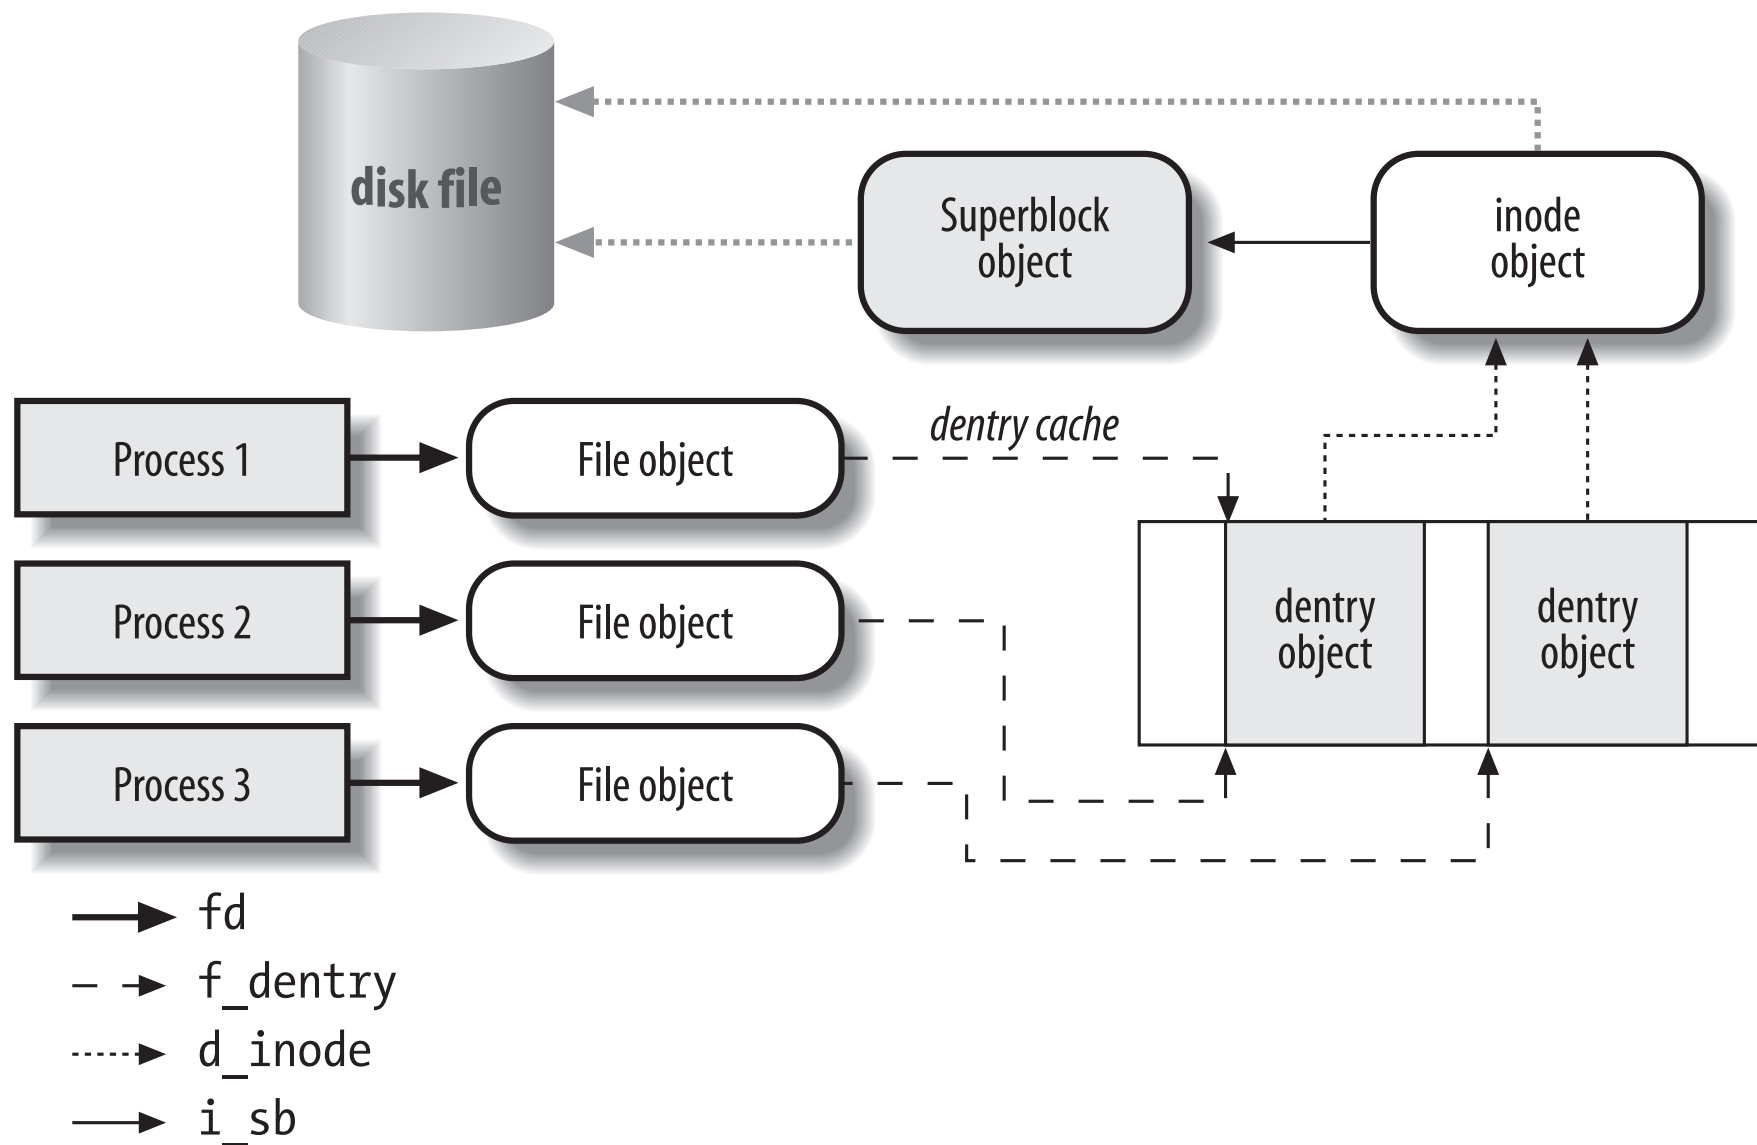 disk file
Superblock
object
inode
object
Process 1
File object
dentry cache
Process 2
File object
dentry
object
dentry
object
Process 3
File object
fd
f_dentry
d_inode
i_sb